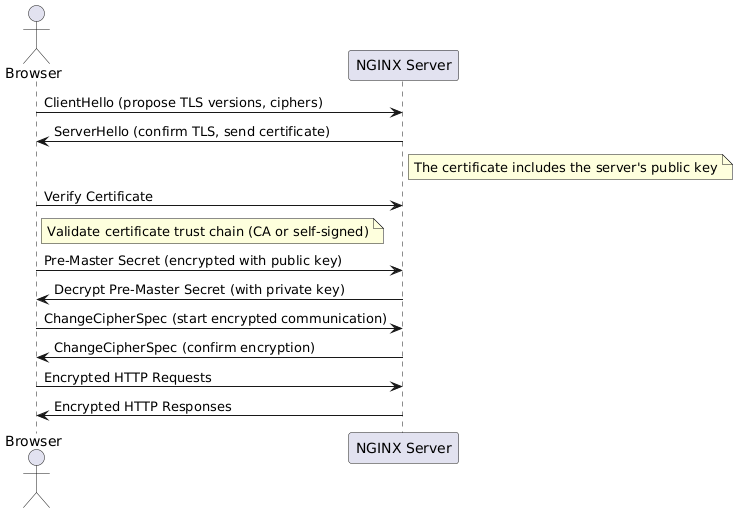 Browser
NGINX Server
ClientHello (propose TLS versions, ciphers)
ServerHello (confirm TLS, send certificate)
The certificate includes the server's public key
Verify Certificate
Validate certificate trust chain (CA or self-signed)
Pre-Master Secret (encrypted with public key)
Decrypt Pre-Master Secret (with private key)
ChangeCipherSpec (start encrypted communication)
ChangeCipherSpec (confirm encryption)
Encrypted HTTP Requests
Encrypted HTTP Responses
Browser
NGINX Server